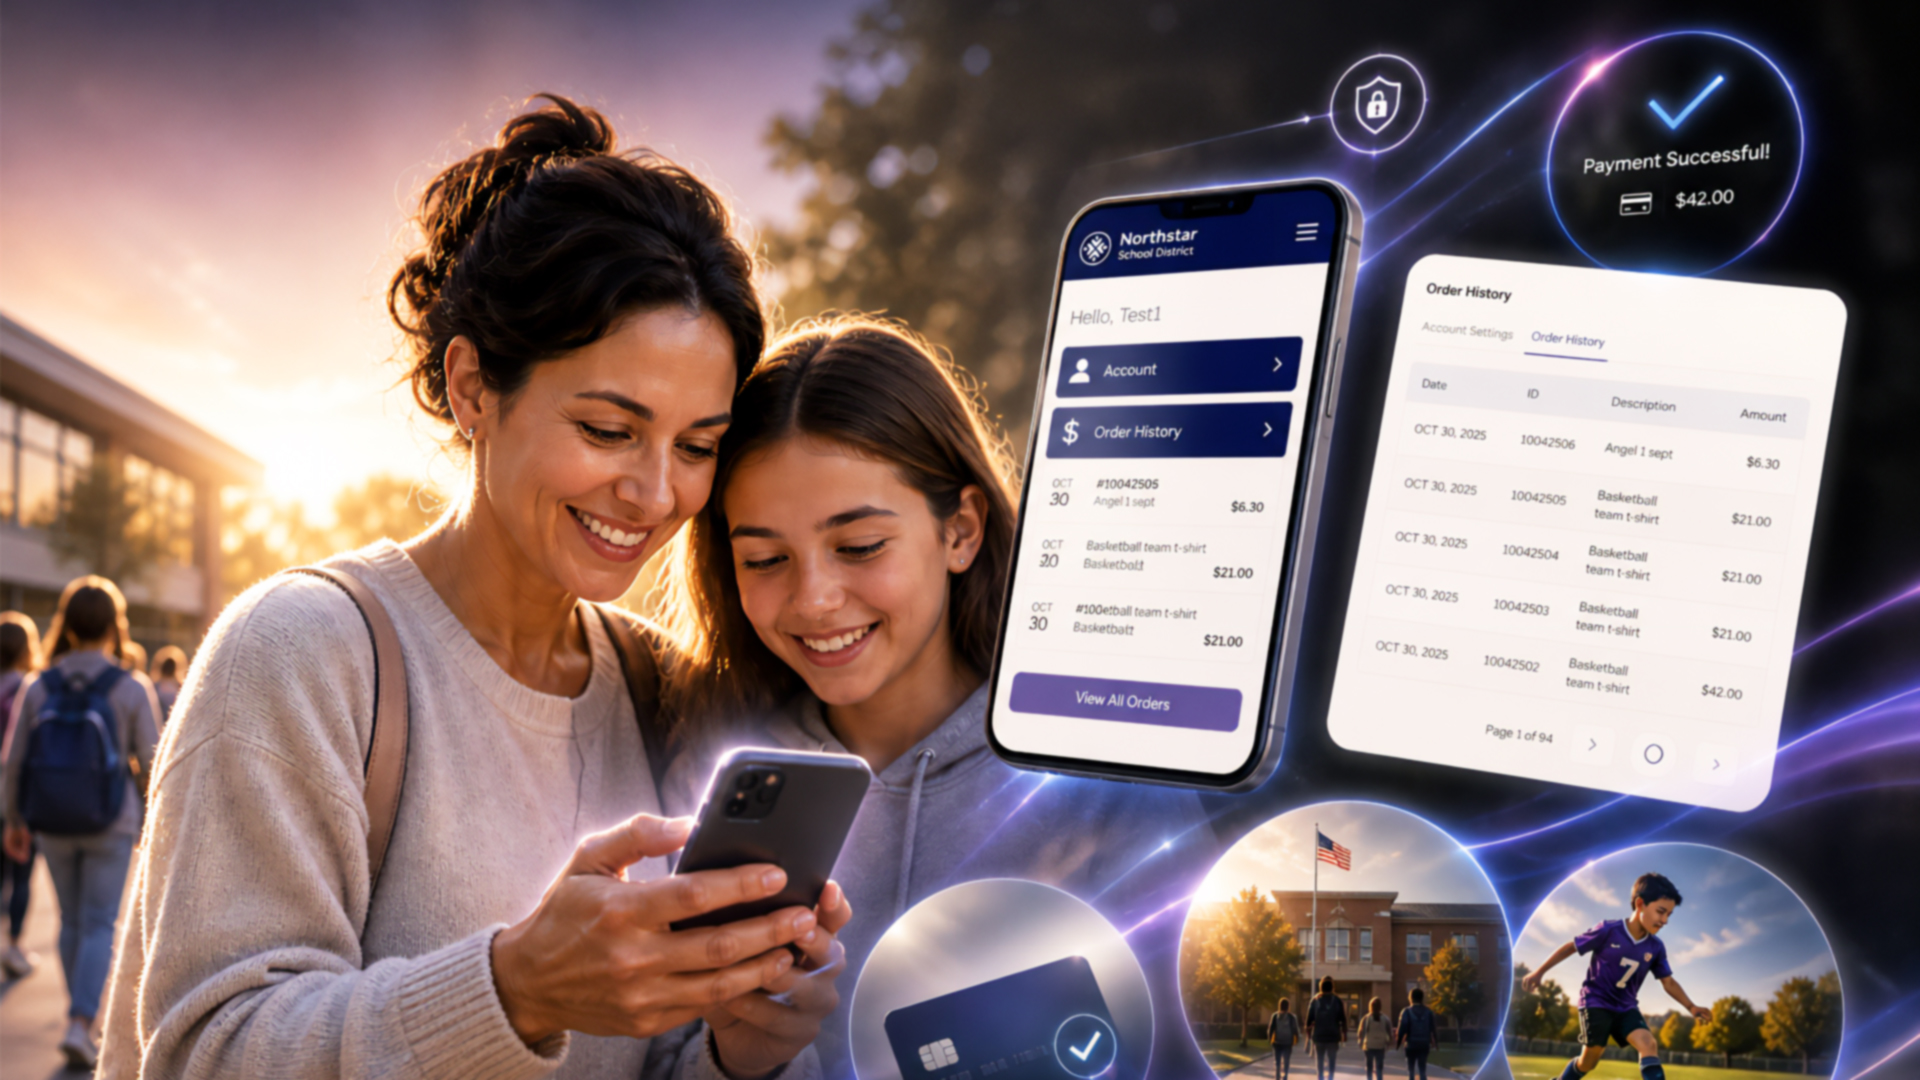 Payment Successful!
$42.00
Northstar
School District
Hello, Test1
Account
Order History
OCT
30
#10042505
Angel 1 sept
$6.30
OCT
20
Basketball team t-shirt
$21.00
OCT
30
#100etball team t-shirt
$21.00
View All Orders
Order History
Account Settings Order History
Date ID Description Amount
OCT 30, 2025 10042506 Angel 1 sept $6.30
OCT 30, 2025 10042505 Basketball
team t-shirt $21.00
OCT 30, 2025 10042504 Basketball
team t-shirt $21.00
OCT 30, 2025 10042503 Basketball
team t-shirt $21.00
OCT 30, 2025 10042502 Basketball
team t-shirt $42.00
Page 1 of 94
7